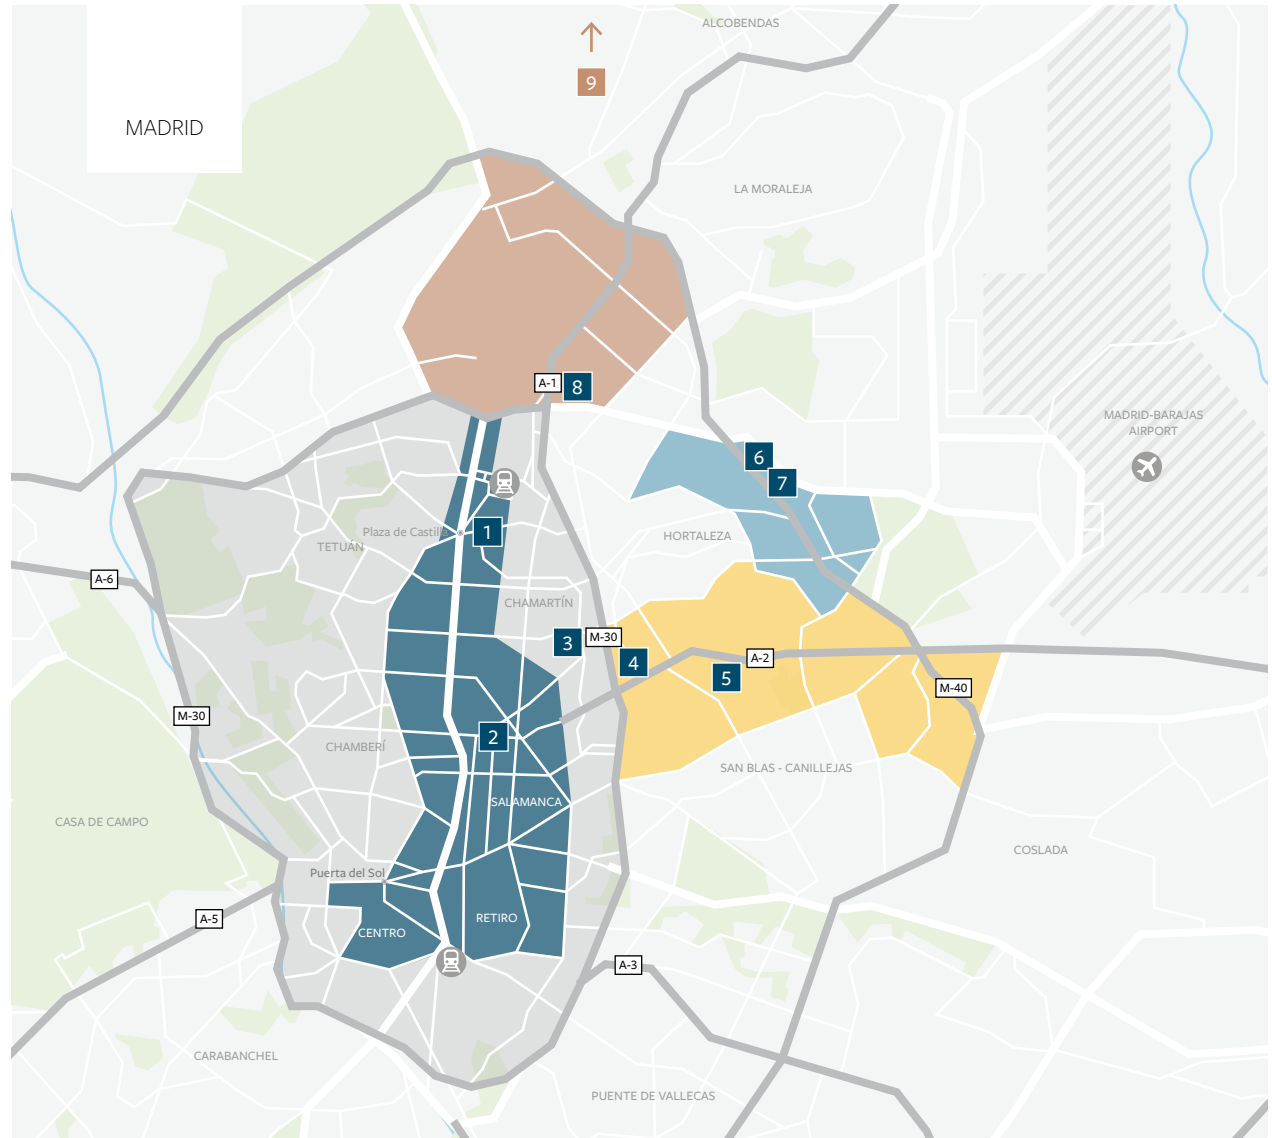 ALCOBENDAS
9
MADRID
LA MORALEJA
A-1
8
MADRID-BARAJAS
AIRPORT
6
7
1
Plaza de Castilla
TETUÁN
HORTALEZA
A-6
CHAMARTÍN
3
M-30
4
A-2
5
M-40
M-30
2
CHAMBERÍ
SAN BLAS - CANILLEJAS
SALAMANCA
CASA DE CAMPO
COSLADA
Puerta del Sol
A-5
RETIRO
CENTRO
A-3
CARABANCHEL
PUENTE DE VALLECAS